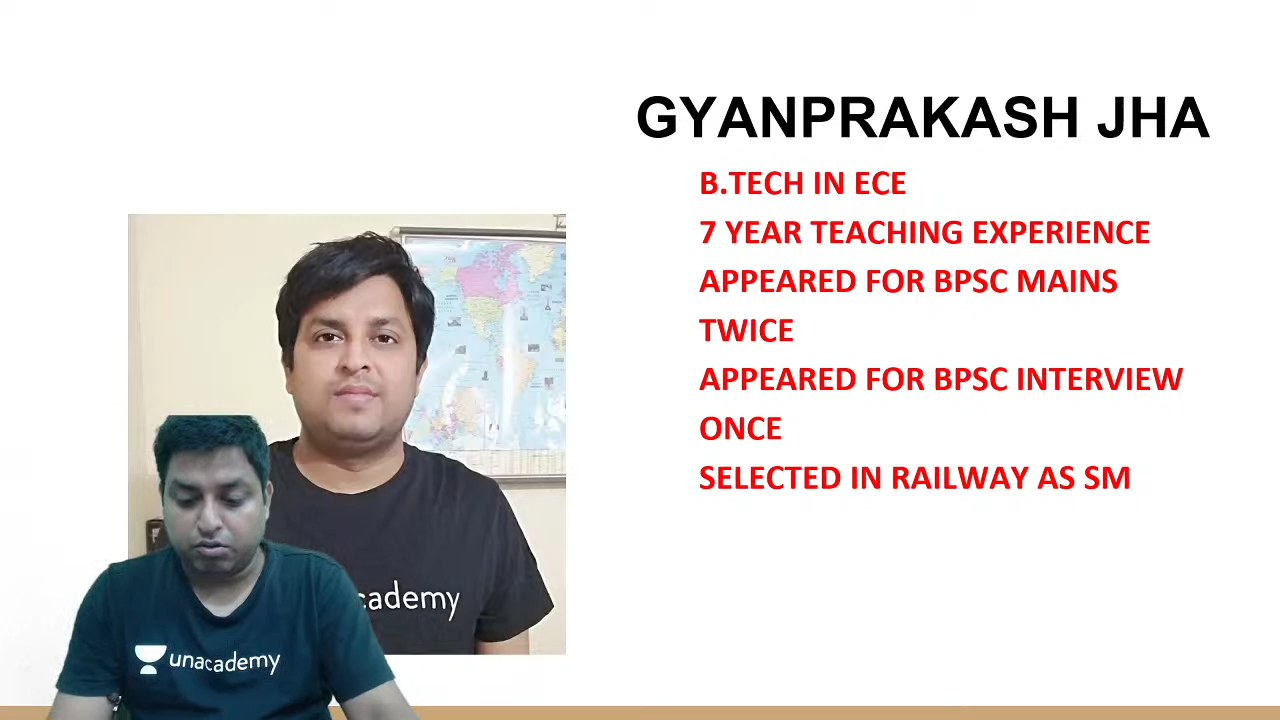 GYANPRAKASH JHA
B.TECH IN ECE
7 YEAR TEACHING EXPERIENCE
APPEARED FOR BPSC MAINS
TWICE
APPEARED FOR BPSC INTERVIEW
ONCE
SELECTED IN RAILWAY AS SM
cademy
unacademy